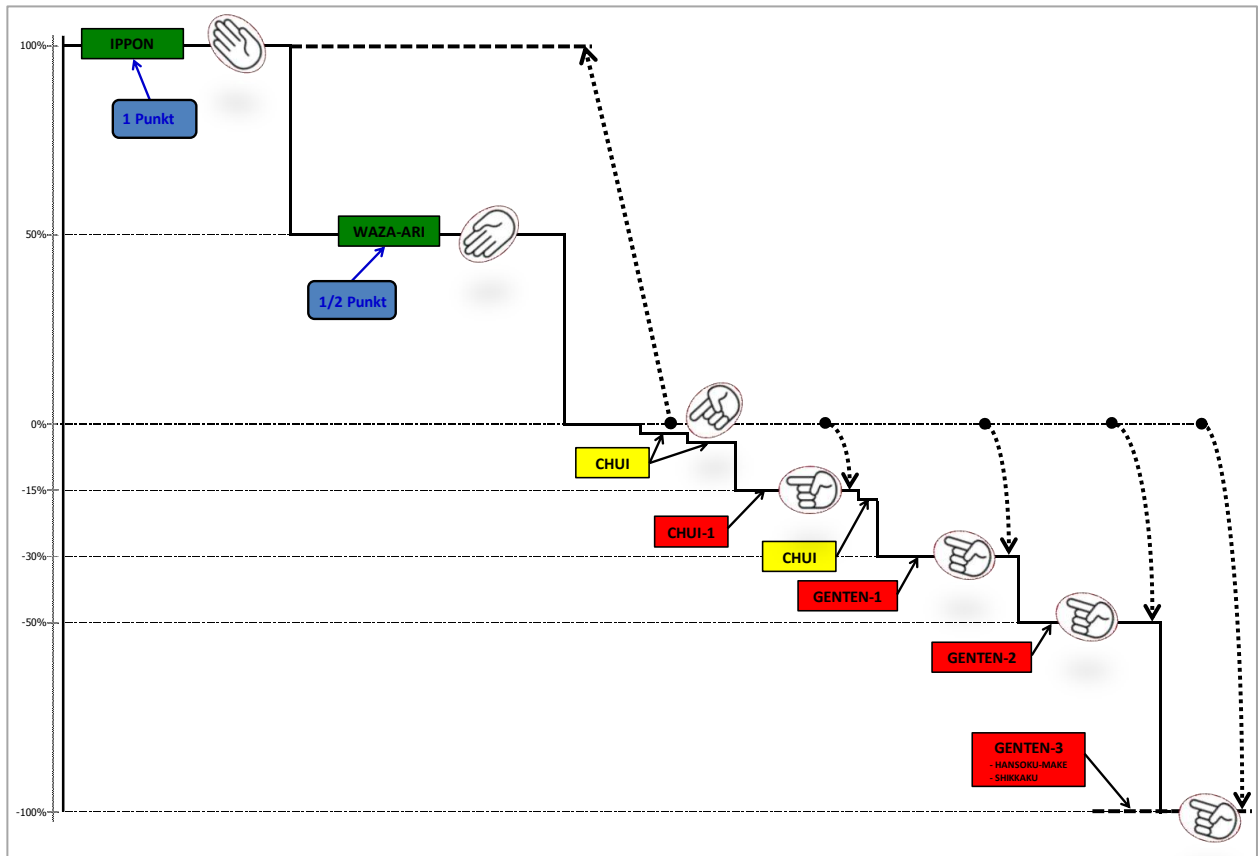 100%
IPPON
1 Punkt
50%
WAZA-ARI
1/2 Punkt
0%
CHUI
-15%
CHUI-1
CHUI
-30%
GENTEN-1
-50%
GENTEN-2
GENTEN-3
- HANSOKU-MAKE
- SHIKKAKU
-100%